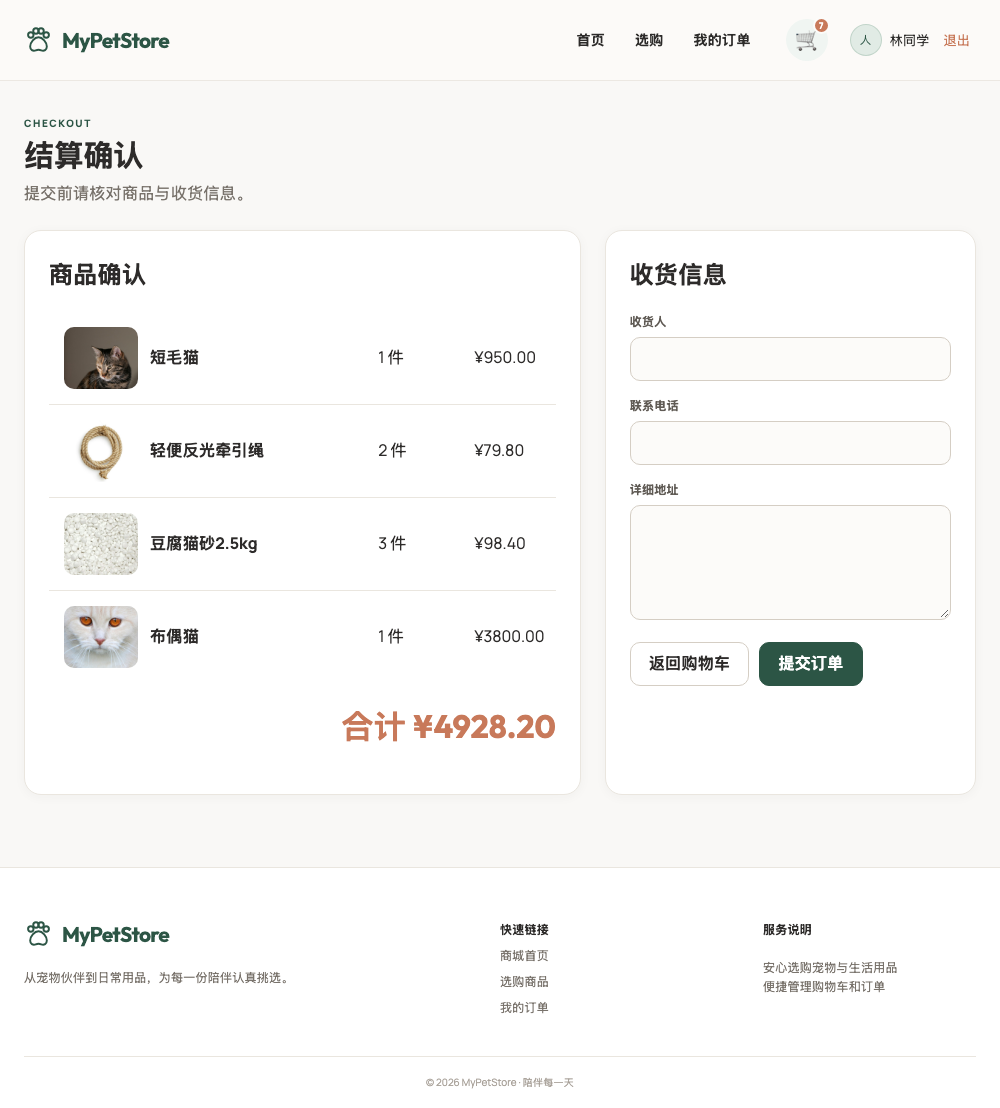 MyPetStore
首页
选购
我的订单
7
人
林同学
退出
CHECKOUT
结算确认
提交前请核对商品与收货信息。
商品确认
短毛猫 1 件 ¥950.00
轻便反光牵引绳 2 件 ¥79.80
豆腐猫砂2.5kg 3 件 ¥98.40
布偶猫 1 件 ¥3800.00
合计 ¥4928.20
收货信息
收货人
联系电话
详细地址
返回购物车
提交订单
MyPetStore
从宠物伙伴到日常用品，为每一份陪伴认真挑选。
快速链接
商城首页
选购商品
我的订单
服务说明
安心选购宠物与生活用品
便捷管理购物车和订单
© 2026 MyPetStore · 陪伴每一天